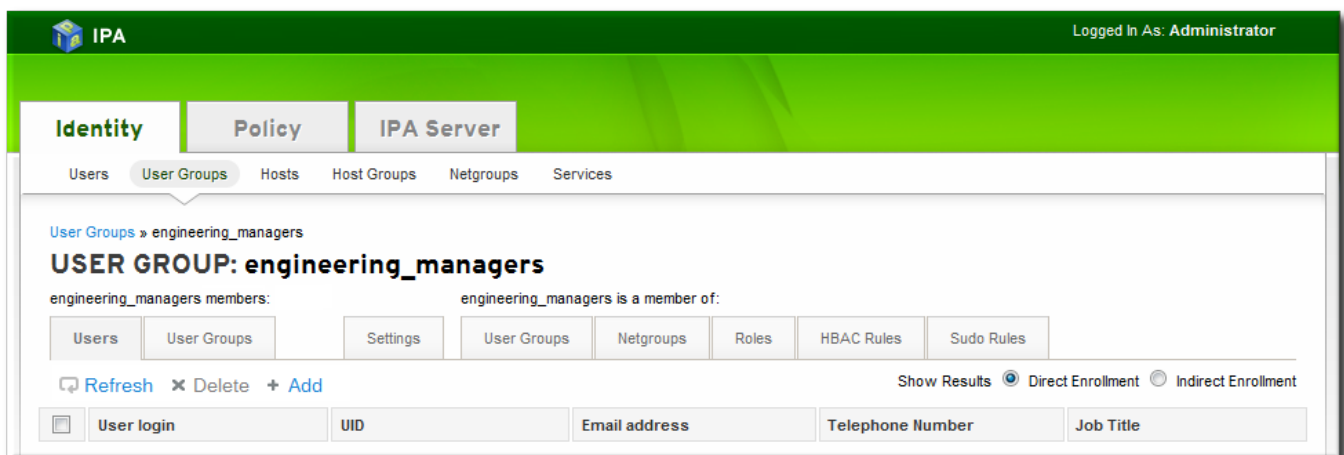 IPA Logged In As: Administrator
Identity Policy IPA Server
Users User Groups Hosts Host Groups Netgroups Services
User Groups » engineering_managers
USER GROUP: engineering_managers
engineering_managers members: engineering_managers is a member of:
Users User Groups Settings User Groups Netgroups Roles HBAC Rules Sudo Rules
Refresh Delete Add Show Results Direct Enrollment Indirect Enrollment
User login UID Email address Telephone Number Job Title